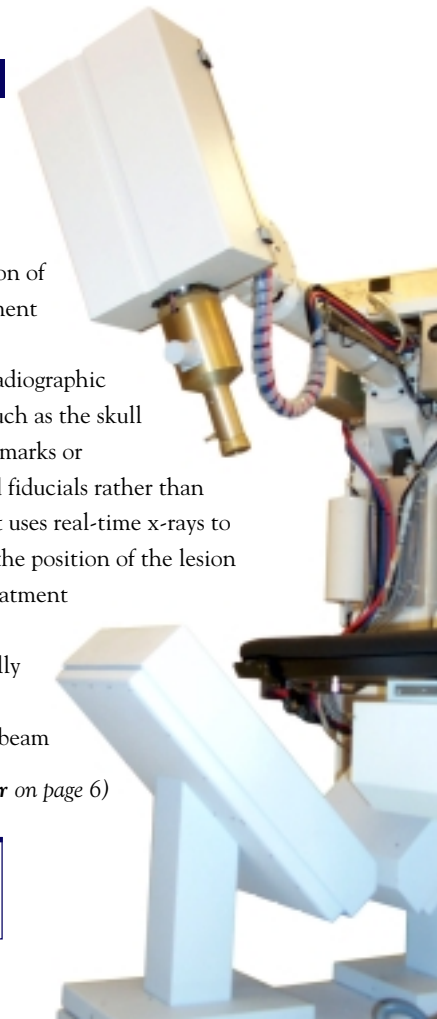 on of
nent
adiographic
uch as the skull
marks or
l fiducials rather than
t uses real-time x-rays to
the position of the lesion
atment
lly
beam
r on page 6)